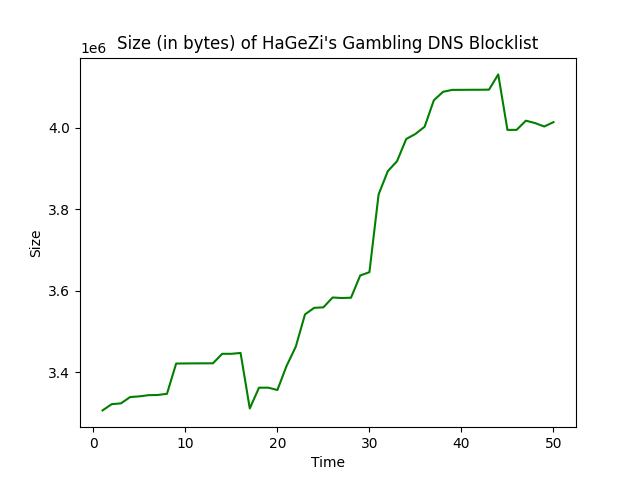 Size (in bytes) of HaGeZi's Gambling DNS Blocklist
1e6
4.0
3.8
3.6
3.4
Size
0 10 20 30 40 50
Time